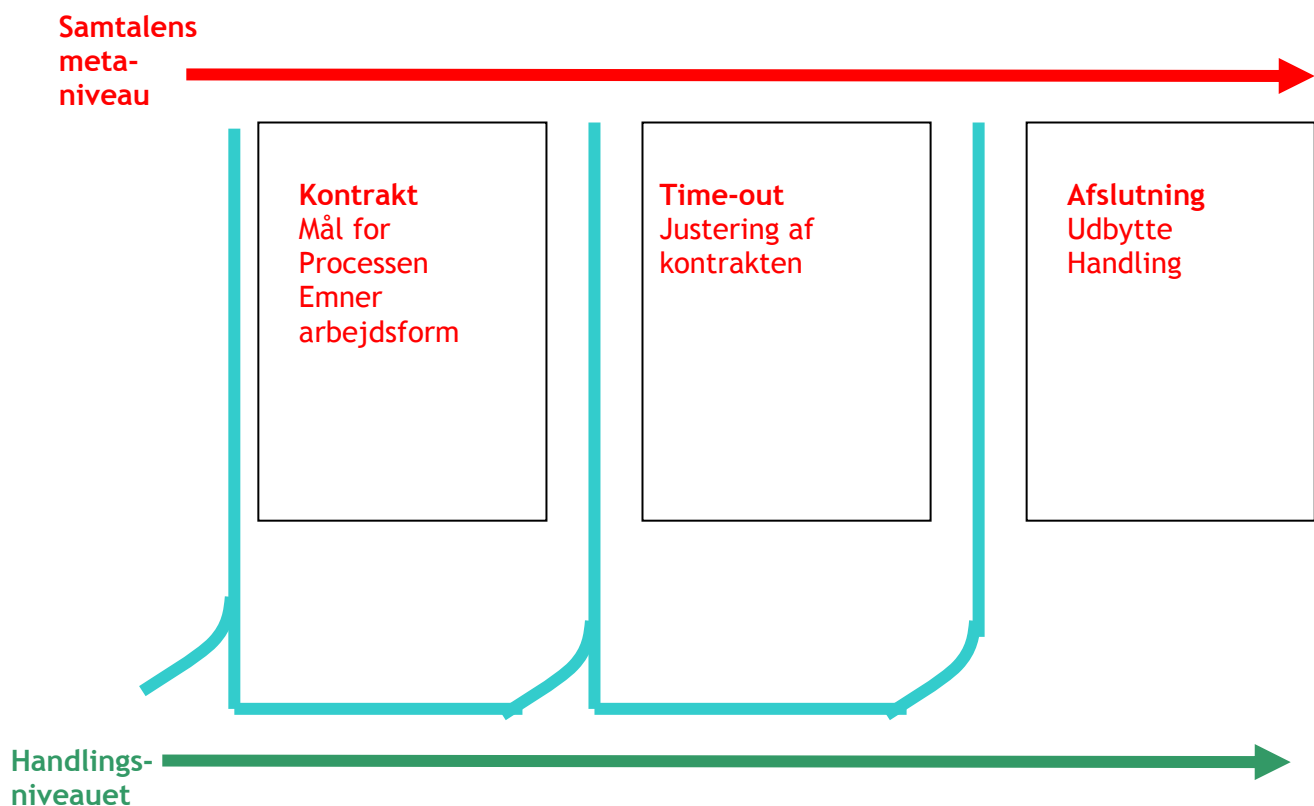 Samtalens
meta-
niveau
Kontrakt
Mål for
Processen
Emner
arbejdsform
Time-out
Justering af
kontrakten
Afslutning
Udbytte
Handling
Handlings-
niveauet